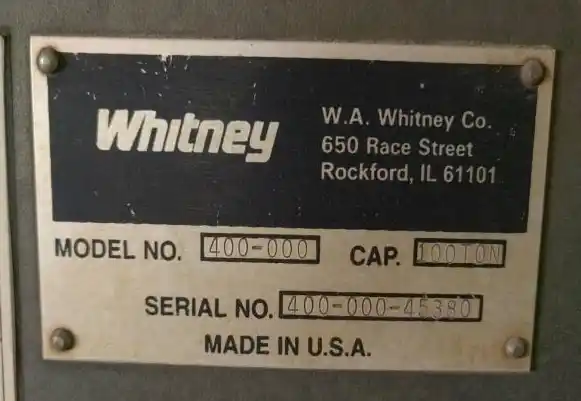 Whitney
W.A. Whitney Co.
650 Race Street
Rockford, IL 61101
MODEL NO. 400-000 CAP. 100TON
SERIAL NO. 400-000-45380
MADE IN U.S.A.